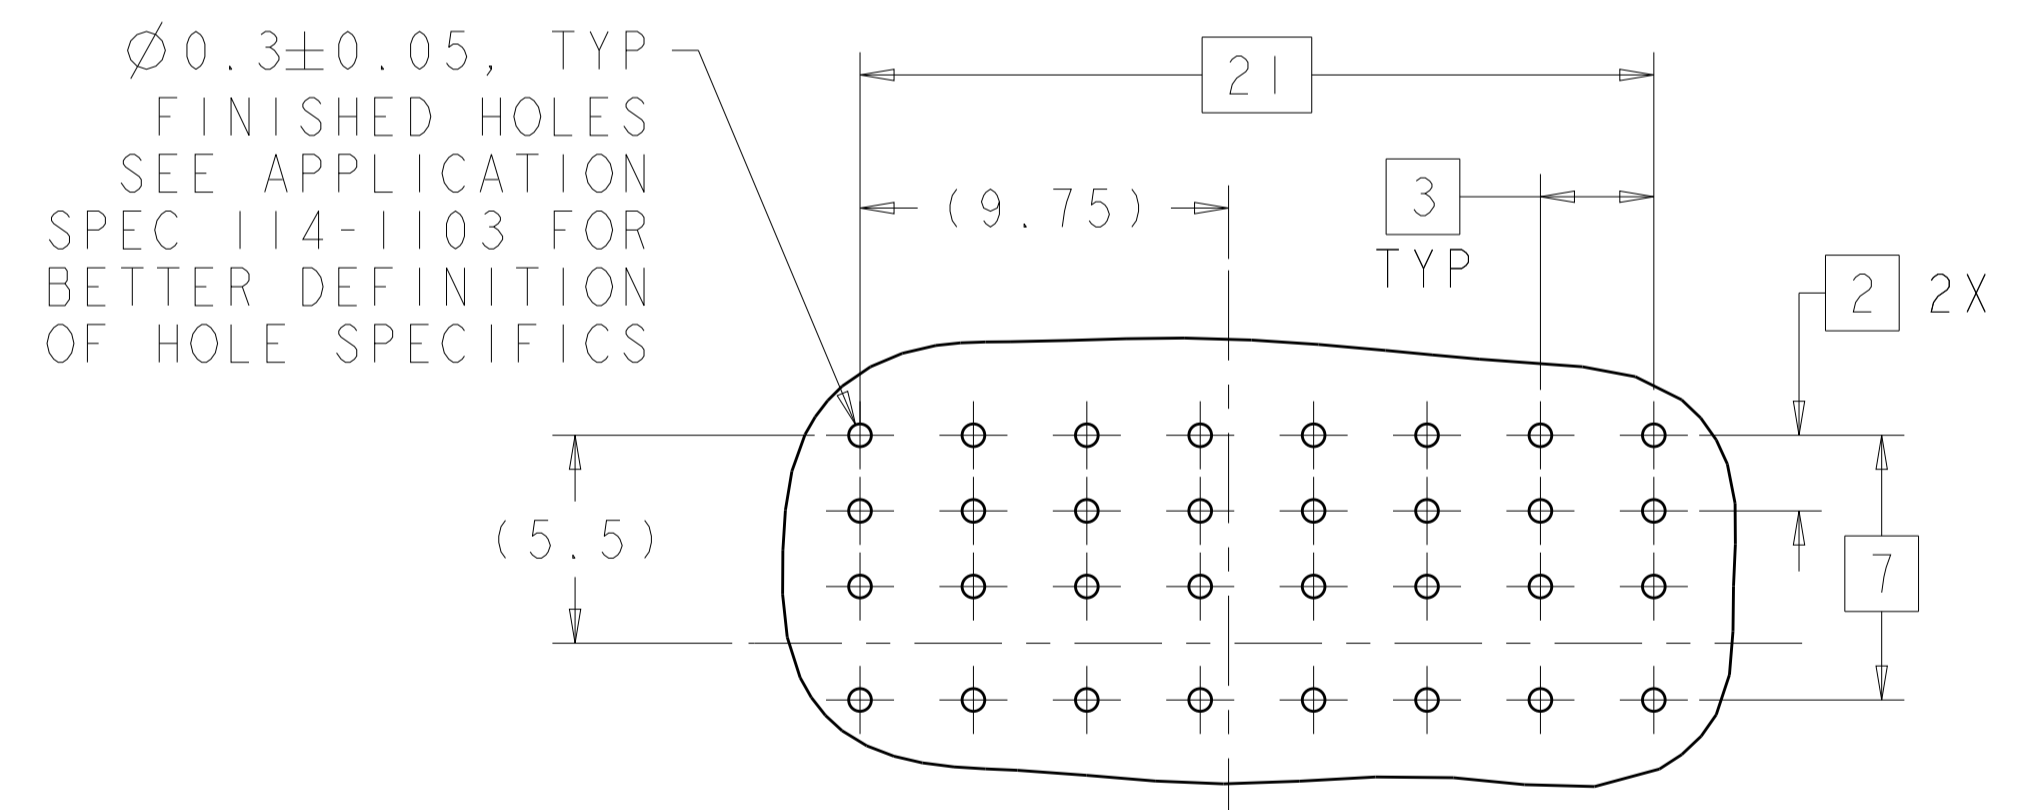 Ø0.3±0.05, TYP
FINISHED HOLES
SEE APPLICATION
SPEC 114-1103 FOR
BETTER DEFINITION
OF HOLE SPECIFICS
21
(9.75)
3
TYP
2 2X
(5.5)
7